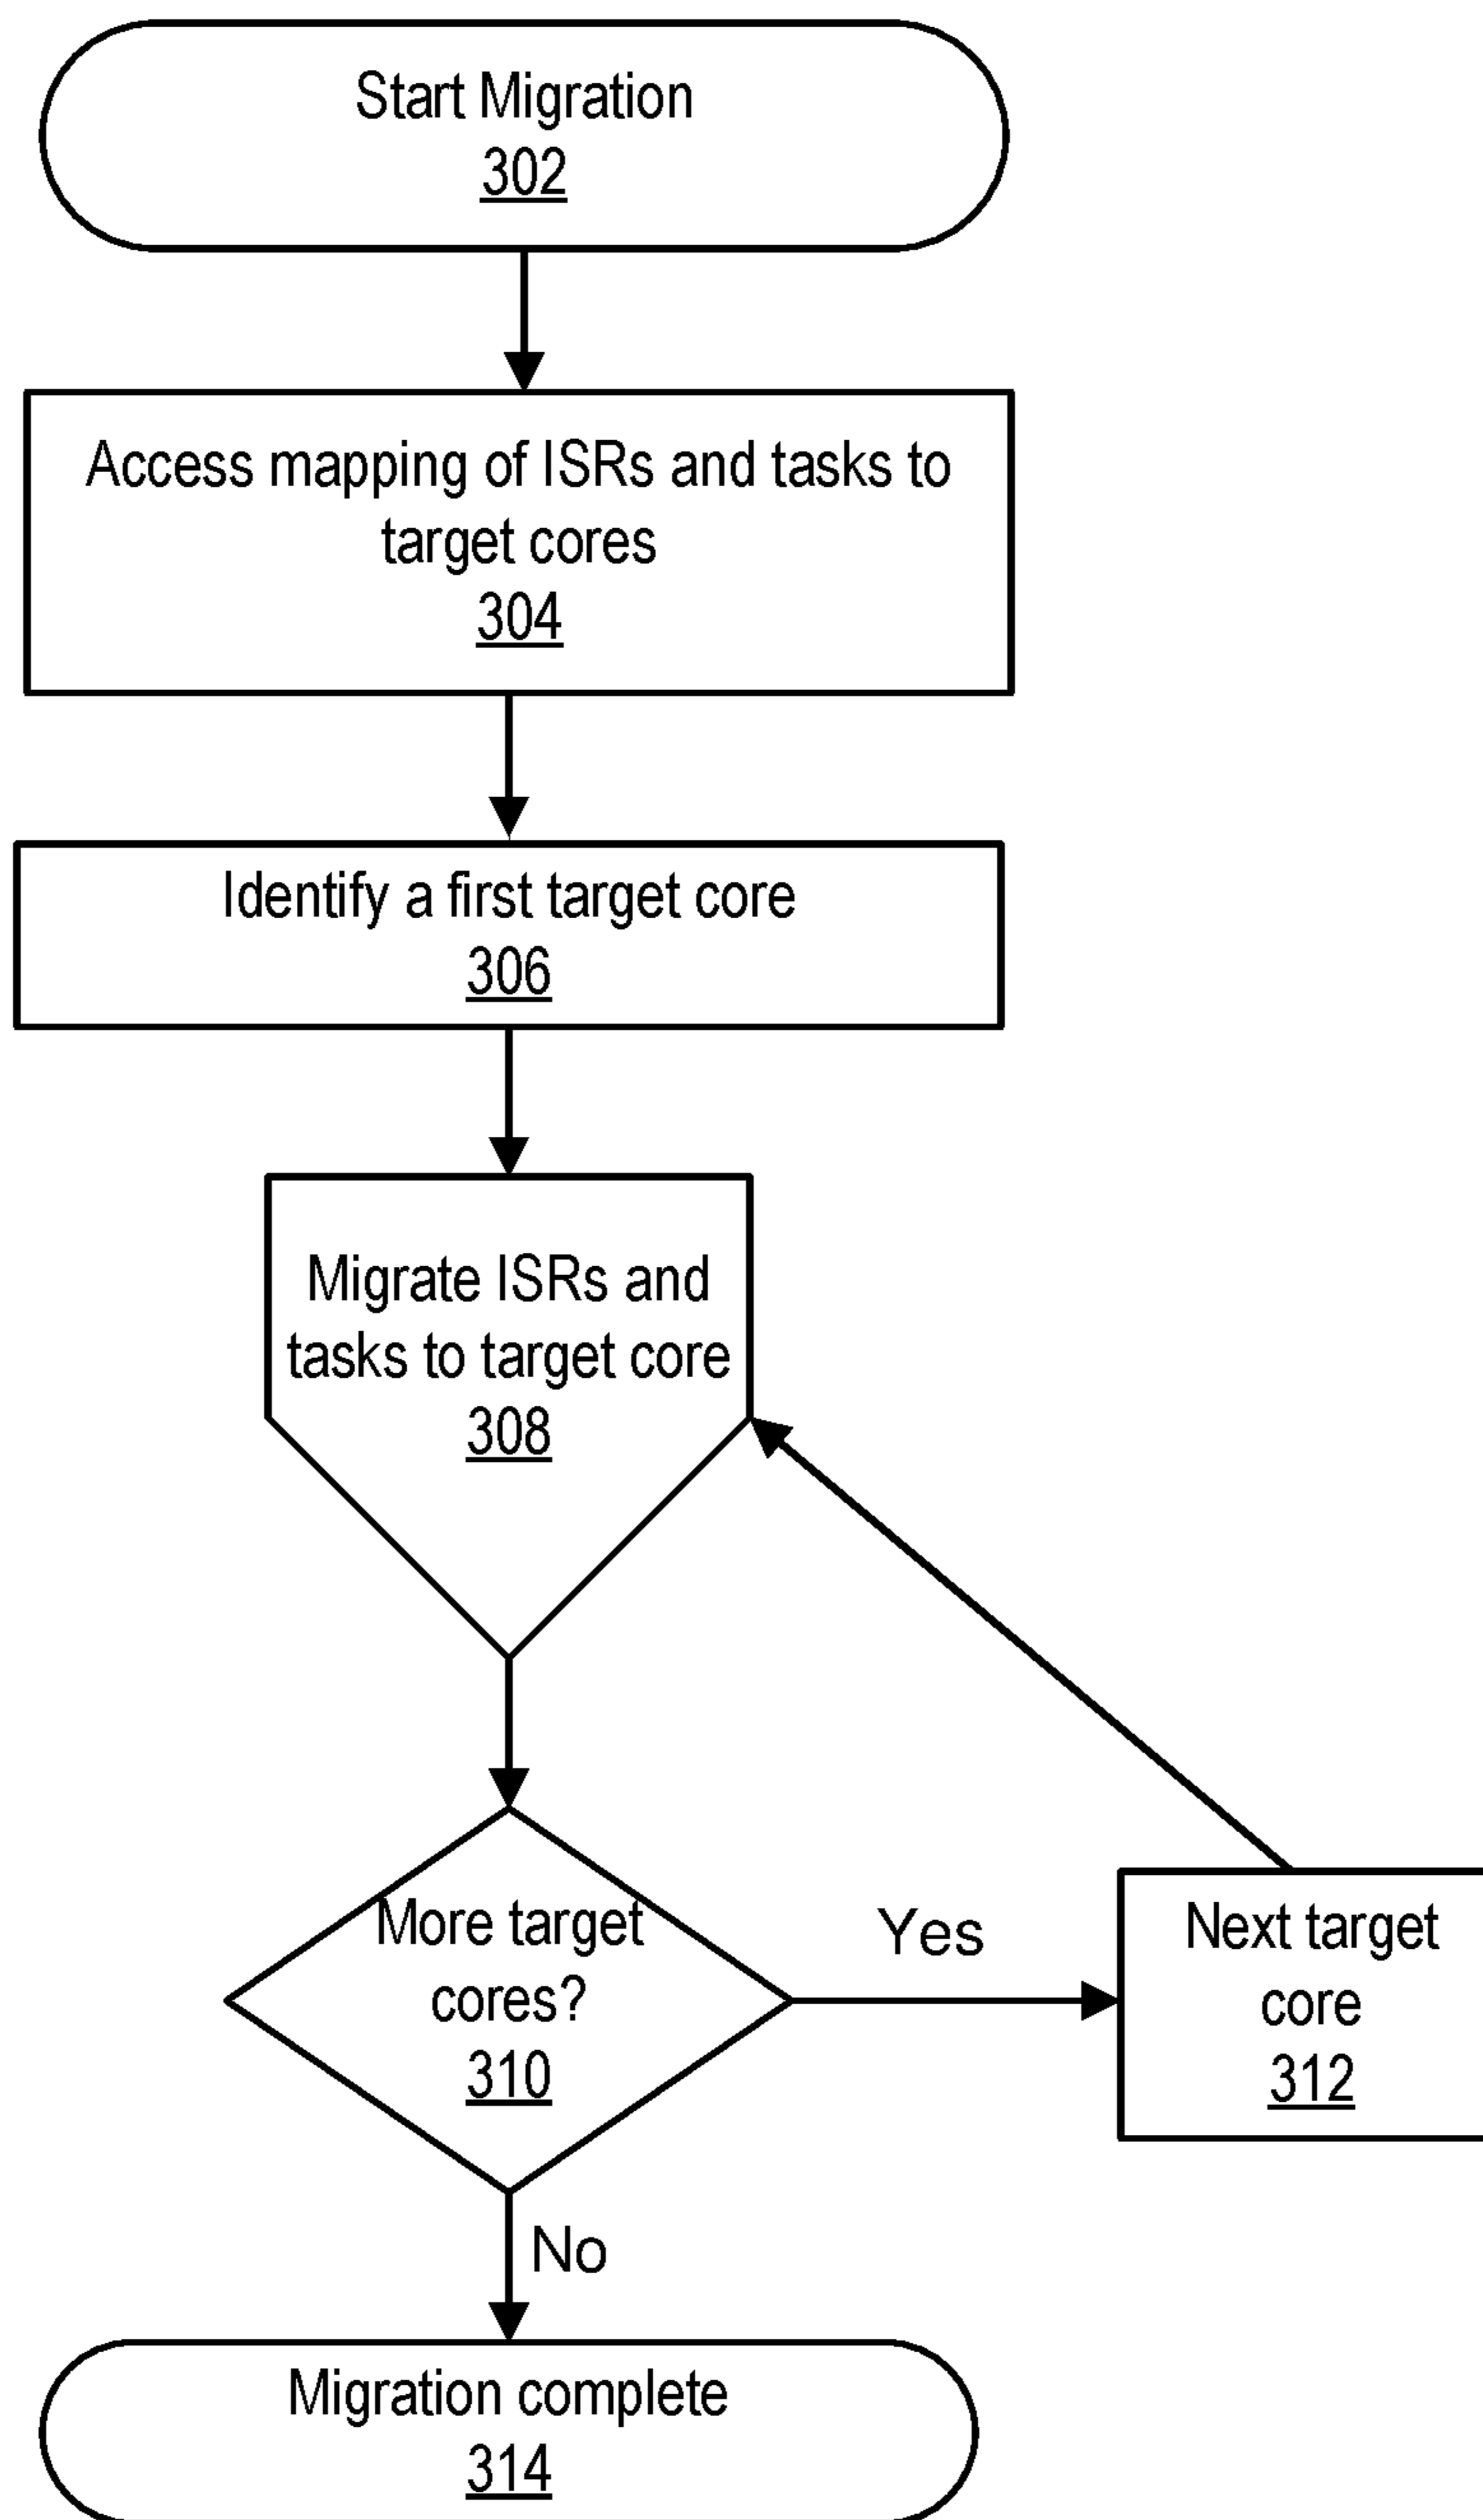 Start Migration
302
Access mapping of ISRs and tasks to
target cores
304
Identify a first target core
306
Migrate ISRs and
tasks to target core
308
More target
cores?
310
Yes
Next target
core
312
No
Migration complete
314